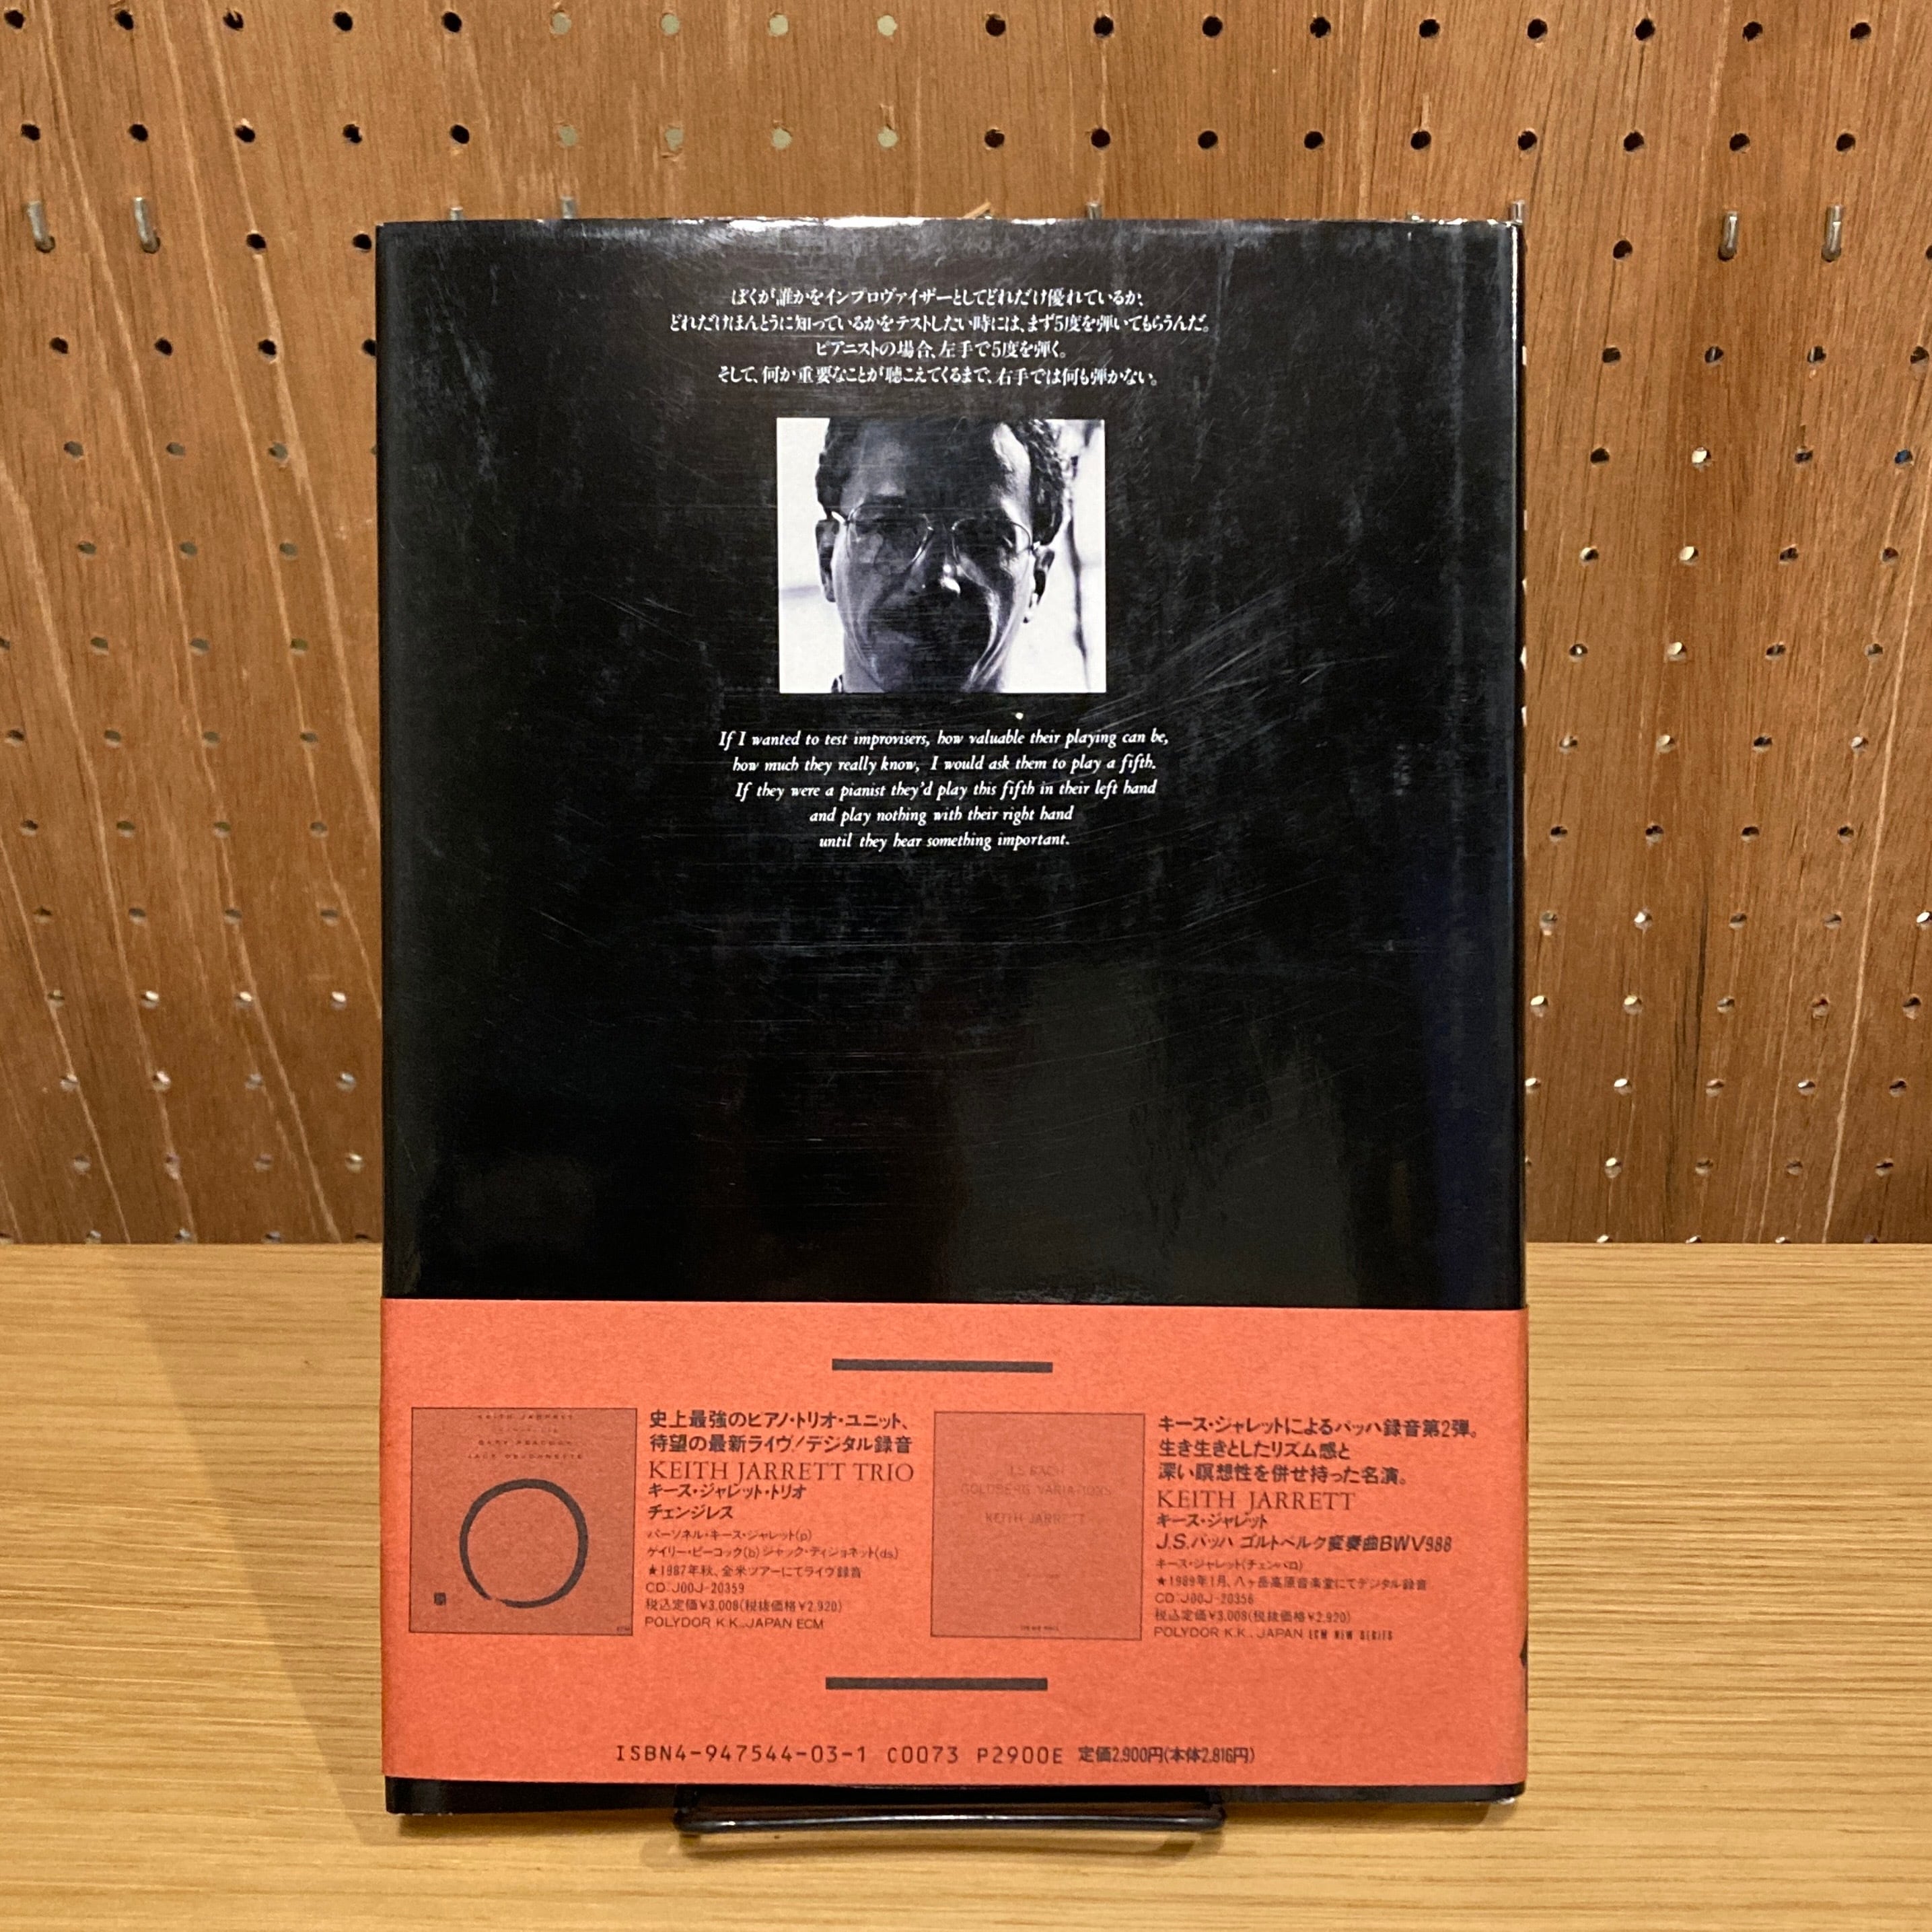 ぼくが誰かをインプロヴァイザーとしてどれだけ優れているか、
どれだけほんとうに知っているかをテストしたい時には、まず5度を弾いてもらうんだ。
ピアニストの場合、左手で5度を弾く。
そして、何か重要なことが聴こえてくるまで、右手では何も弾かない。
If I wanted to test improvisers, how valuable their playing can be,
how much they really know, I would ask them to play a fifth.
If they were a pianist they'd play this fifth in their left hand
and play nothing with their right hand
until they hear something important.
KEITH JARRETT
GARY PEACOCK
JACK DEJOHNETTE
史上最強のピアノ・トリオ・ユニット、
待望の最新ライヴ/デジタル録音
KEITH JARRETT TRIO
キース・ジャレット・トリオ
チェンジレス
パーソネル・キース・ジャレット(p)
ゲイリー・ピーコック(b)ジャック・ディジョネット(ds)
★1987年秋、全米ツアーにてライヴ録音
CD:J00J-20359
税込定価¥3,008(税抜価格¥2,920)
POLYDOR K.K., JAPAN ECM
J.S. BACH
GOLDBERG VARIATIONS
KEITH JARRETT
キース・ジャレットによるバッハ録音第2弾。
生き生きとしたリズム感と
深い瞑想性を併せ持った名演。
KEITH JARRETT
キース・ジャレット
J.S.バッハ ゴルトベルク変奏曲BWV988
キース・ジャレット(チェンバロ)
★1989年1月、八ヶ岳高原音楽堂にてデジタル録音
CD:J00J-20356
税込定価¥3,008(税抜価格¥2,920)
POLYDOR K.K., JAPAN ECM NEW SERIES
ISBN4-947544-03-1 C0073 P2900E 定価2,900円(本体2,816円)